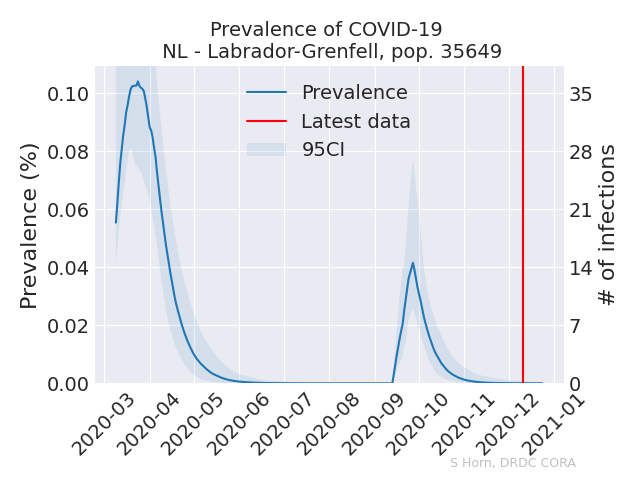 Prevalence of COVID-19
NL - Labrador-Grenfell, pop. 35649
Prevalence
Latest data
95CI
Prevalence (%)
0.10
0.08
0.06
0.04
0.02
0.00
# of infections
35
28
21
14
7
0
2020-03
2020-04
2020-05
2020-06
2020-07
2020-08
2020-09
2020-10
2020-11
2020-12
2021-01
S Horn, DRDC CORA